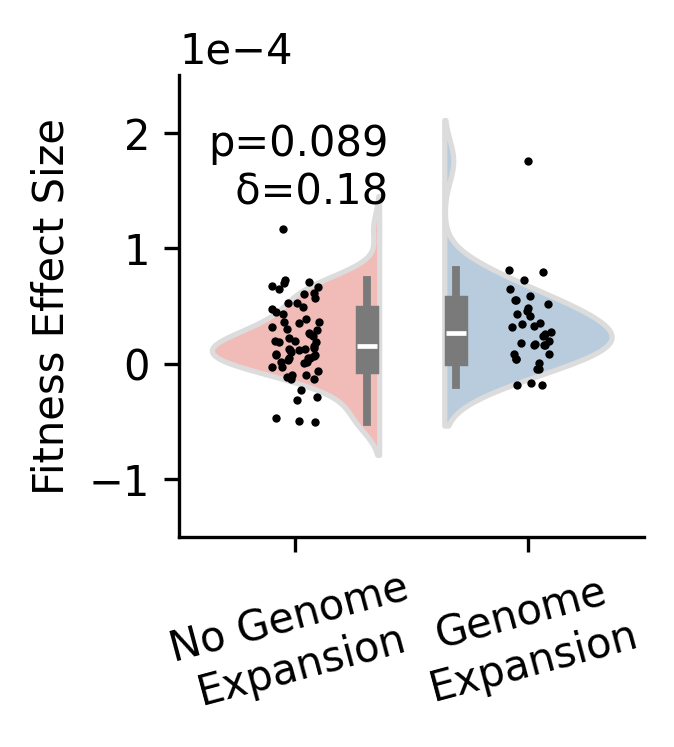 1e−4
Fitness Effect Size
2
1
0
−1
p=0.089
δ=0.18
No Genome
Expansion
Genome
Expansion